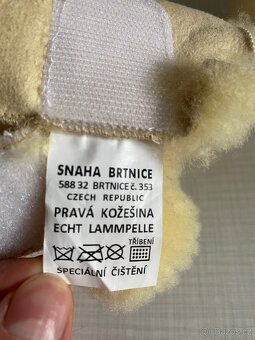 SNAHA BRTNICE
588 32 BRTNICE č. 353
CZECH REPUBLIC
PRAVÁ KOŽEŠINA
ECHT LAMMPELLE
TŘÍBENÍ
SPECIÁLNÍ ČIŠTĚNÍ